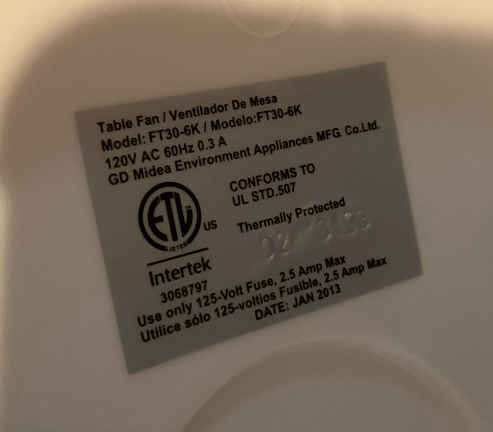 Table Fan / Ventilador De Mesa
Model: FT30-6K / Modelo:FT30-6K
120V AC 60Hz 0.3 A
GD Midea Environment Appliances MFG. Co.Ltd.
ETL
US
INTERTEK
Intertek
3068797
CONFORMS TO
UL STD.507
Thermally Protected
Use only 125-Volt Fuse, 2.5 Amp Max
Utilice sólo 125-voltios Fusible, 2.5 Amp Max
DATE: JAN 2013